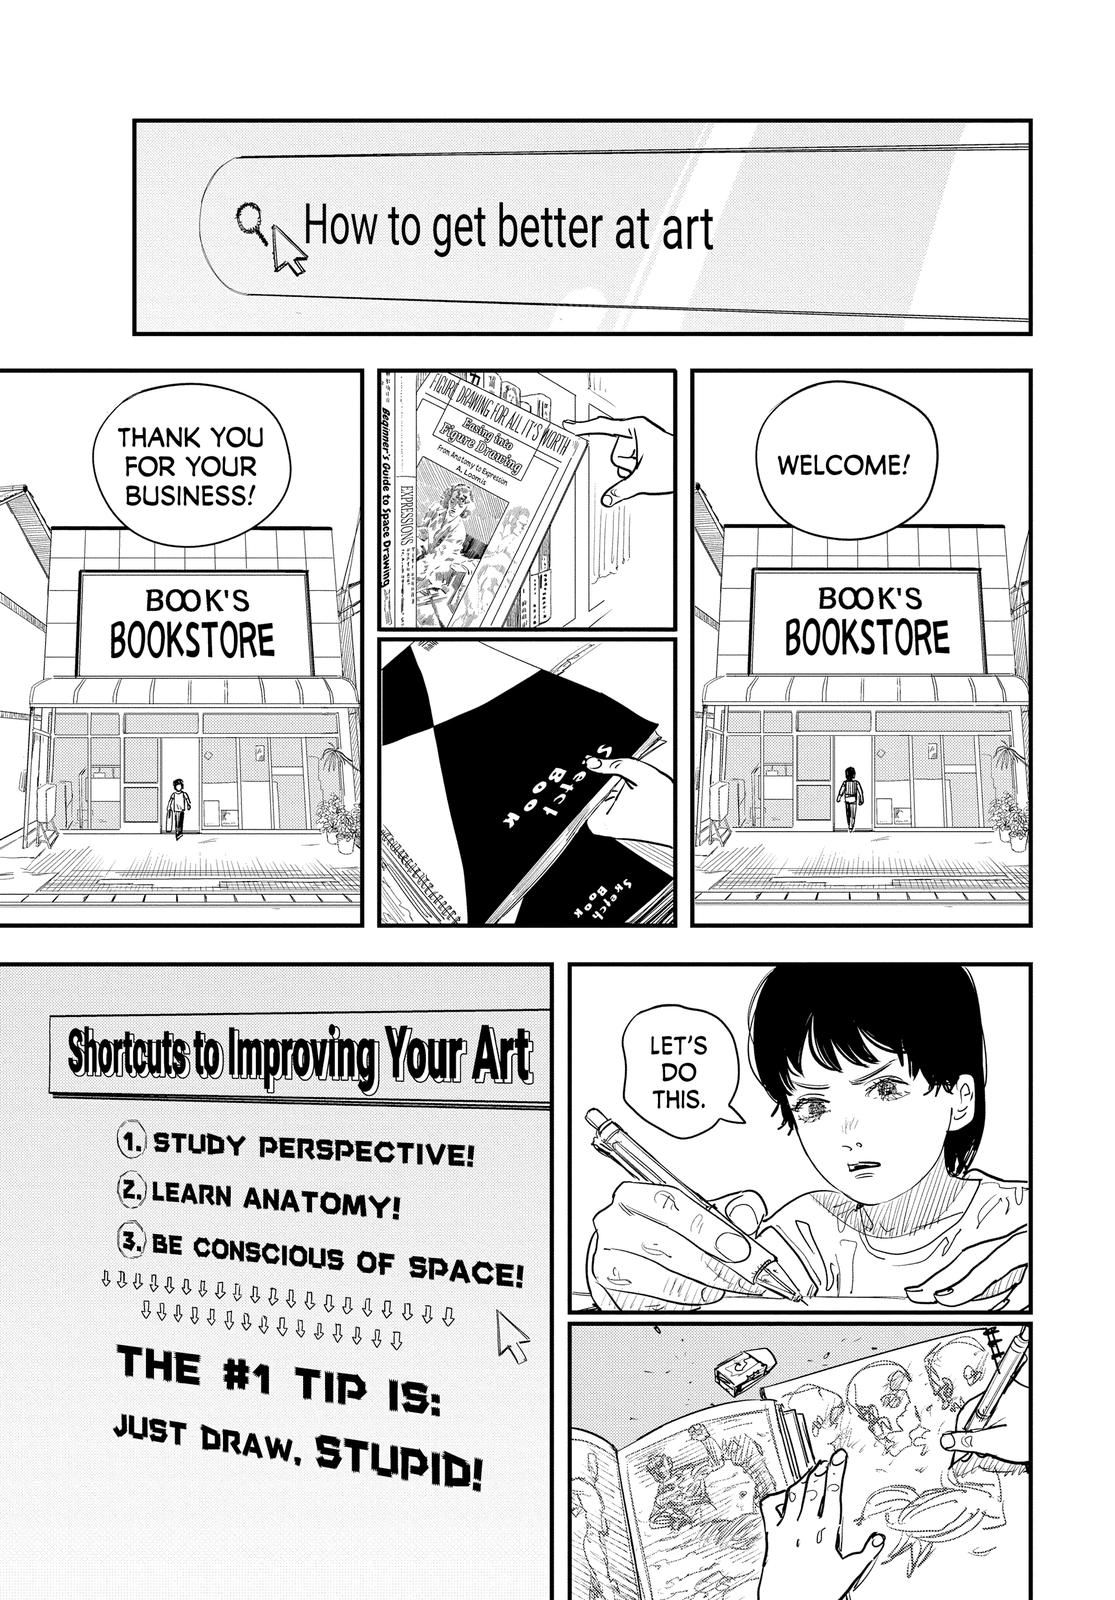 How to get better at art
WELCOME!
BOOK'S
BOOKSTORE
FIGURE DRAWING FOR ALL IT'S WORTH
Easing into
Figure Drawing
From Anatomy to Expression
A. Loomis
Beginner's Guide to Space Drawing
EXPRESSIONS
Sketch
Book
Sketch
Book
THANK YOU
FOR YOUR
BUSINESS!
BOOK'S
BOOKSTORE
LET'S
DO
THIS.
Shortcuts to Improving Your Art
1. STUDY PERSPECTIVE!
2. LEARN ANATOMY!
3. BE CONSCIOUS OF SPACE!
THE #1 TIP IS:
JUST DRAW, STUPID!